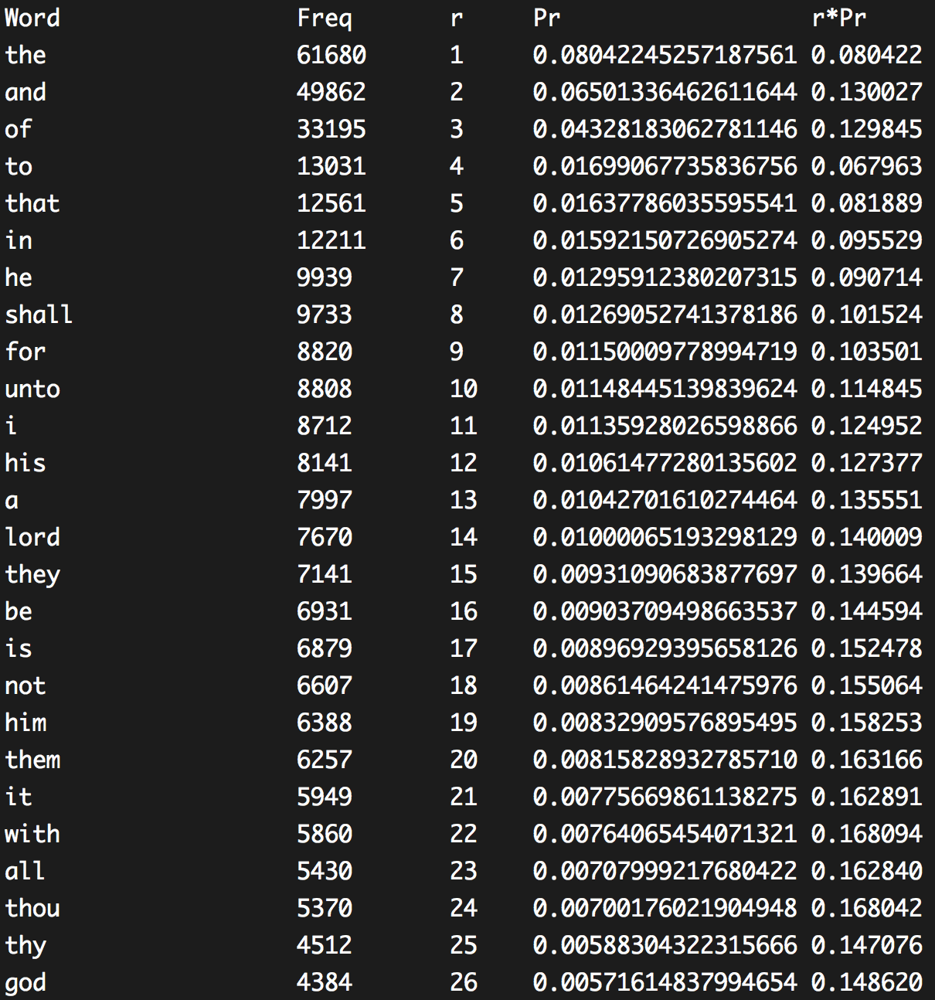 Word Freq r Pr r*Pr
the 61680 1 0.08042245257187561 0.080422
and 49862 2 0.06501336462611644 0.130027
of 33195 3 0.04328183062781146 0.129845
to 13031 4 0.01699067735836756 0.067963
that 12561 5 0.01637786035595541 0.081889
in 12211 6 0.01592150726905274 0.095529
he 9939 7 0.01295912380207315 0.090714
shall 9733 8 0.01269052741378186 0.101524
for 8820 9 0.01150009778994719 0.103501
unto 8808 10 0.01148445139839624 0.114845
i 8712 11 0.01135928026598866 0.124952
his 8141 12 0.01061477280135602 0.127377
a 7997 13 0.01042701610274464 0.135551
lord 7670 14 0.01000065193298129 0.140009
they 7141 15 0.00931090683877697 0.139664
be 6931 16 0.00903709498663537 0.144594
is 6879 17 0.00896929395658126 0.152478
not 6607 18 0.00861464241475976 0.155064
him 6388 19 0.00832909576895495 0.158253
them 6257 20 0.00815828932785710 0.163166
it 5949 21 0.00775669861138275 0.162891
with 5860 22 0.00764065454071321 0.168094
all 5430 23 0.00707999217680422 0.162840
thou 5370 24 0.00700176021904948 0.168042
thy 4512 25 0.00588304322315666 0.147076
god 4384 26 0.00571614837994654 0.148620